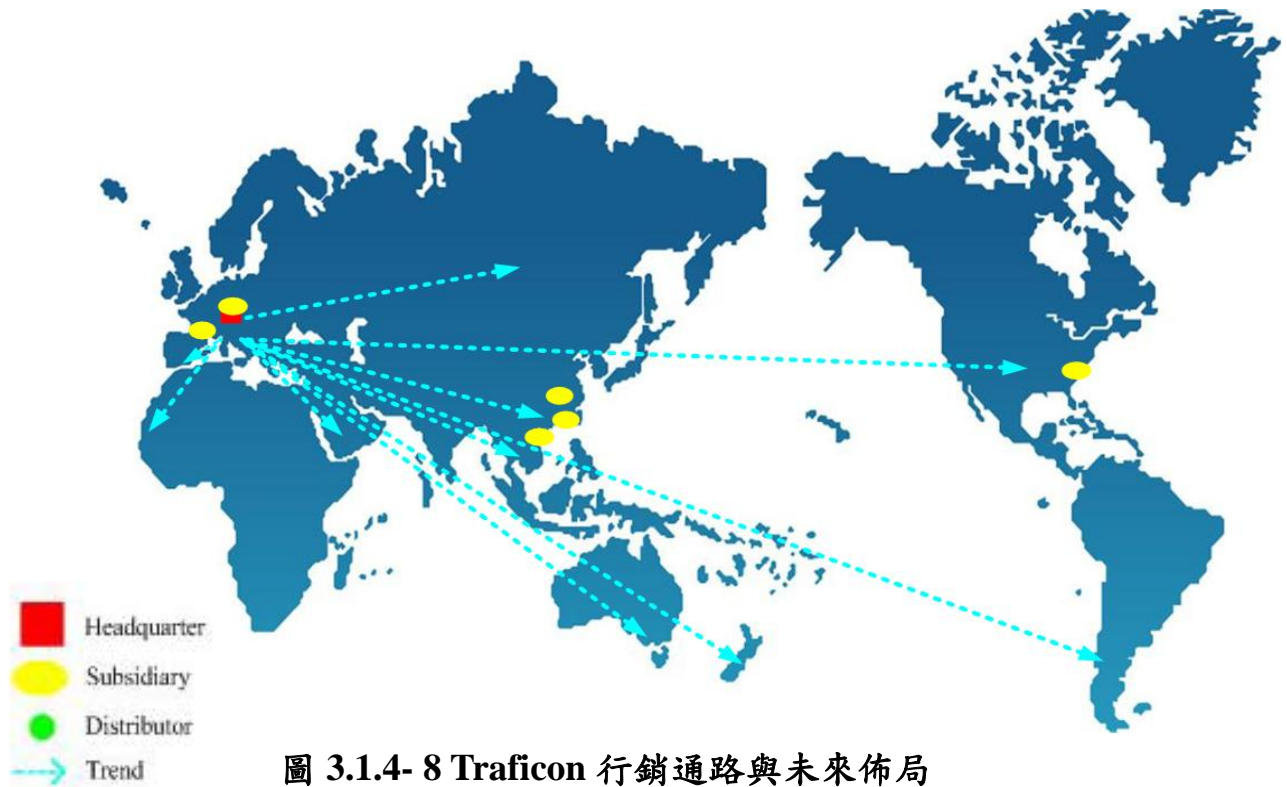 Headquarter
Subsidiary
Distributor
Trend
圖 3.1.4- 8 Traficon 行銷通路與未來佈局